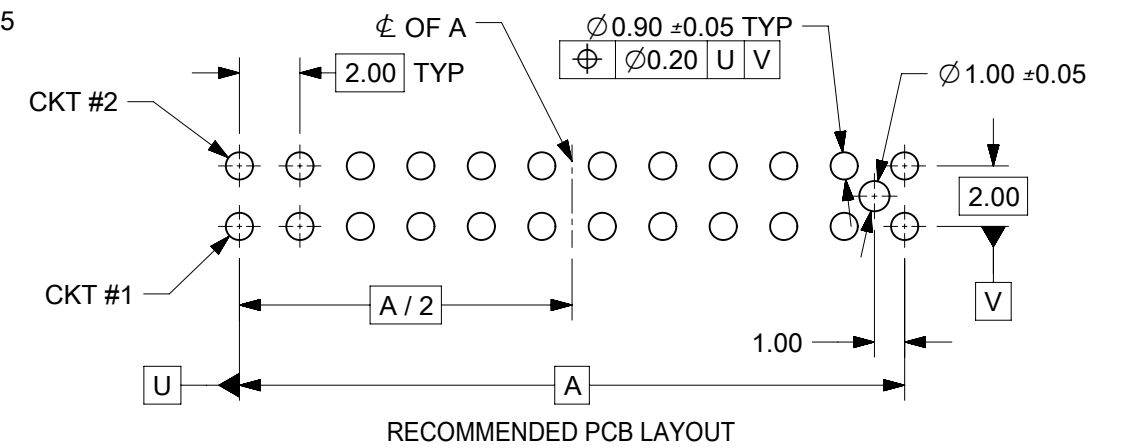 5
℄ OF A
∅0.90 ±0.05 TYP
⌖ ∅0.20 U V
2.00 TYP
∅1.00 ±0.05
CKT #2
2.00
CKT #1
A / 2
V
1.00
U
A
RECOMMENDED PCB LAYOUT